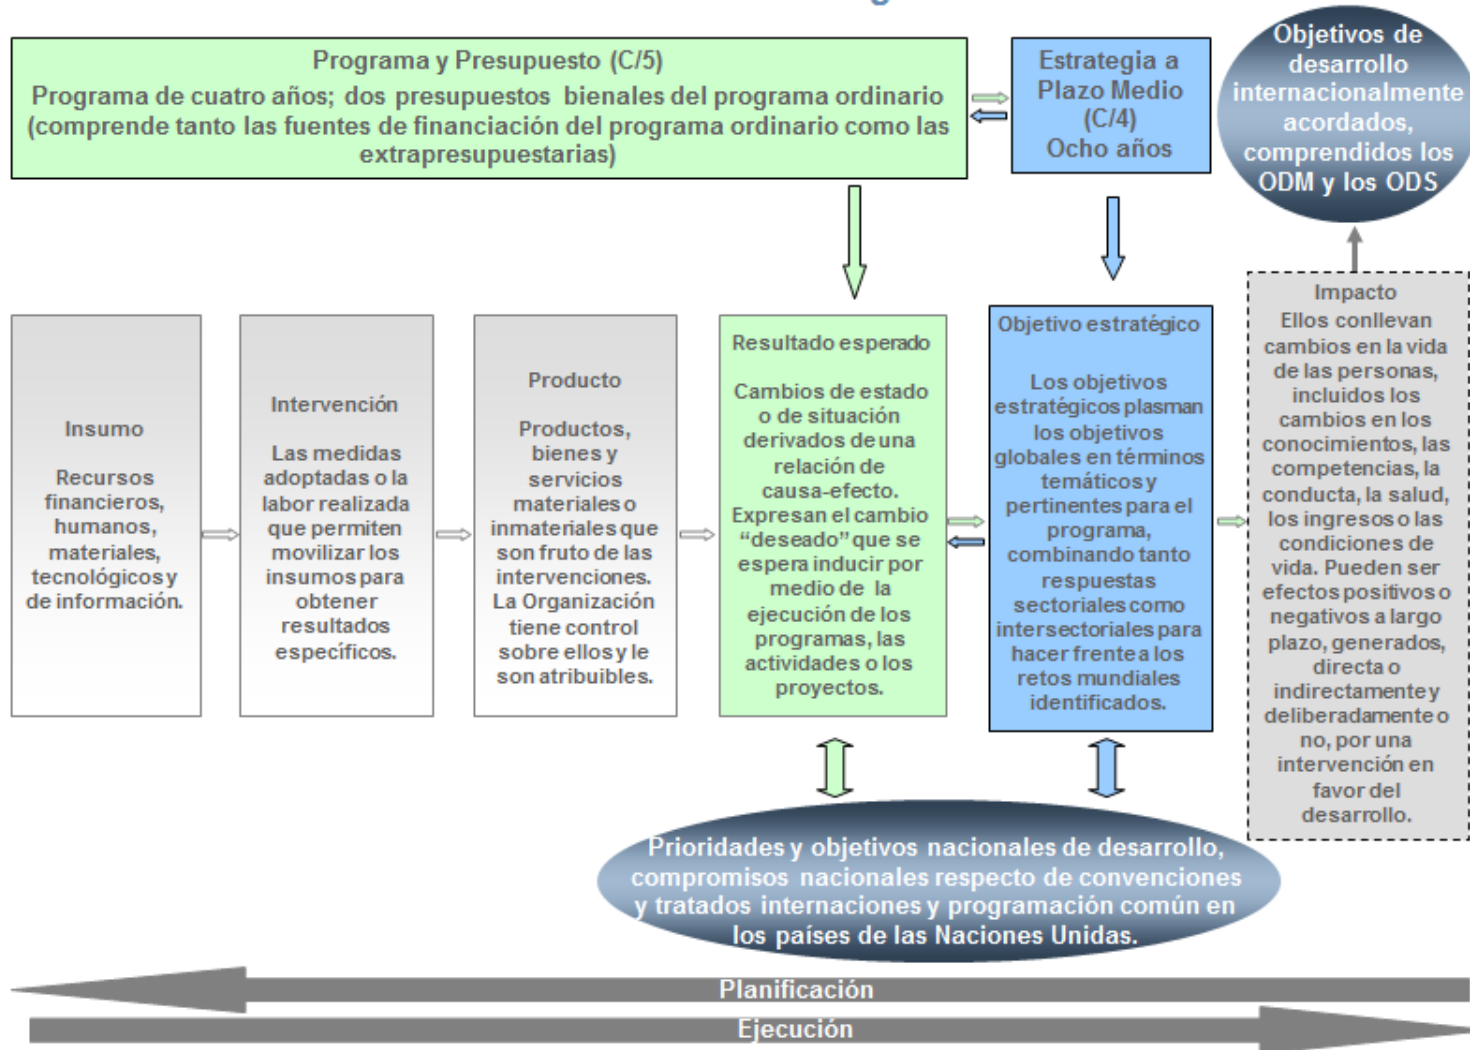 Programa y Presupuesto (C/5)
Programa de cuatro años; dos presupuestos bienales del programa ordinario
(comprende tanto las fuentes de financiación del programa ordinario como las
extrapresupuestarias)
Estrategia a
Plazo Medio
(C/4)
Ocho años
Objetivos de
desarrollo
internacionalmente
acordados,
comprendidos los
ODM y los ODS
Insumo
Recursos
financieros,
humanos,
materiales,
tecnológicos y
de información.
Intervención
Las medidas
adoptadas o la
labor realizada
que permiten
movilizar los
insumos para
obtener
resultados
específicos.
Producto
Productos,
bienes y
servicios
materiales o
inmateriales que
son fruto de las
intervenciones.
La Organización
tiene control
sobre ellos y le
son atribuibles.
Resultado esperado
Cambios de estado
o de situación
derivados de una
relación de
causa-efecto.
Expresan el cambio
“deseado” que se
espera inducir por
medio de la
ejecución de los
programas, las
actividades o los
proyectos.
Objetivo estratégico
Los objetivos
estratégicos plasman
los objetivos
globales en términos
temáticos y
pertinentes para el
programa,
combinando tanto
respuestas
sectoriales como
intersectoriales para
hacer frente a los
retos mundiales
identificados.
Impacto
Ellos conllevan
cambios en la vida
de las personas,
incluidos los
cambios en los
conocimientos, las
competencias, la
conducta, la salud,
los ingresos o las
condiciones de
vida. Pueden ser
efectos positivos o
negativos a largo
plazo, generados,
directa o
indirectamente y
deliberadamente o
no, por una
intervención en
favor del
desarrollo.
Prioridades y objetivos nacionales de desarrollo,
compromisos nacionales respecto de convenciones
y tratados internaciones y programación común en
los países de las Naciones Unidas.
Planificación
Ejecución